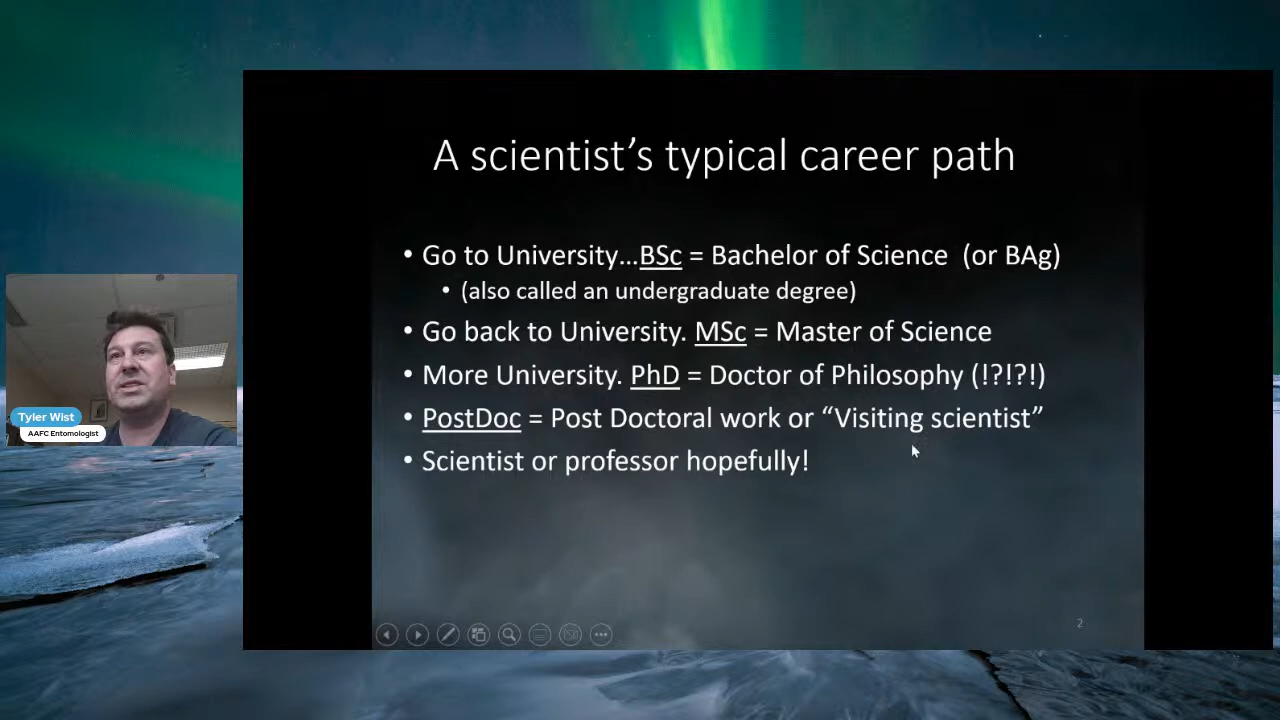 A scientist’s typical career path
• Go to University…BSc = Bachelor of Science (or BAg)
• (also called an undergraduate degree)
• Go back to University. MSc = Master of Science
• More University. PhD = Doctor of Philosophy (!?!?!)
• PostDoc = Post Doctoral work or “Visiting scientist”
• Scientist or professor hopefully!
Tyler Wist
AAFC Entomologist
2